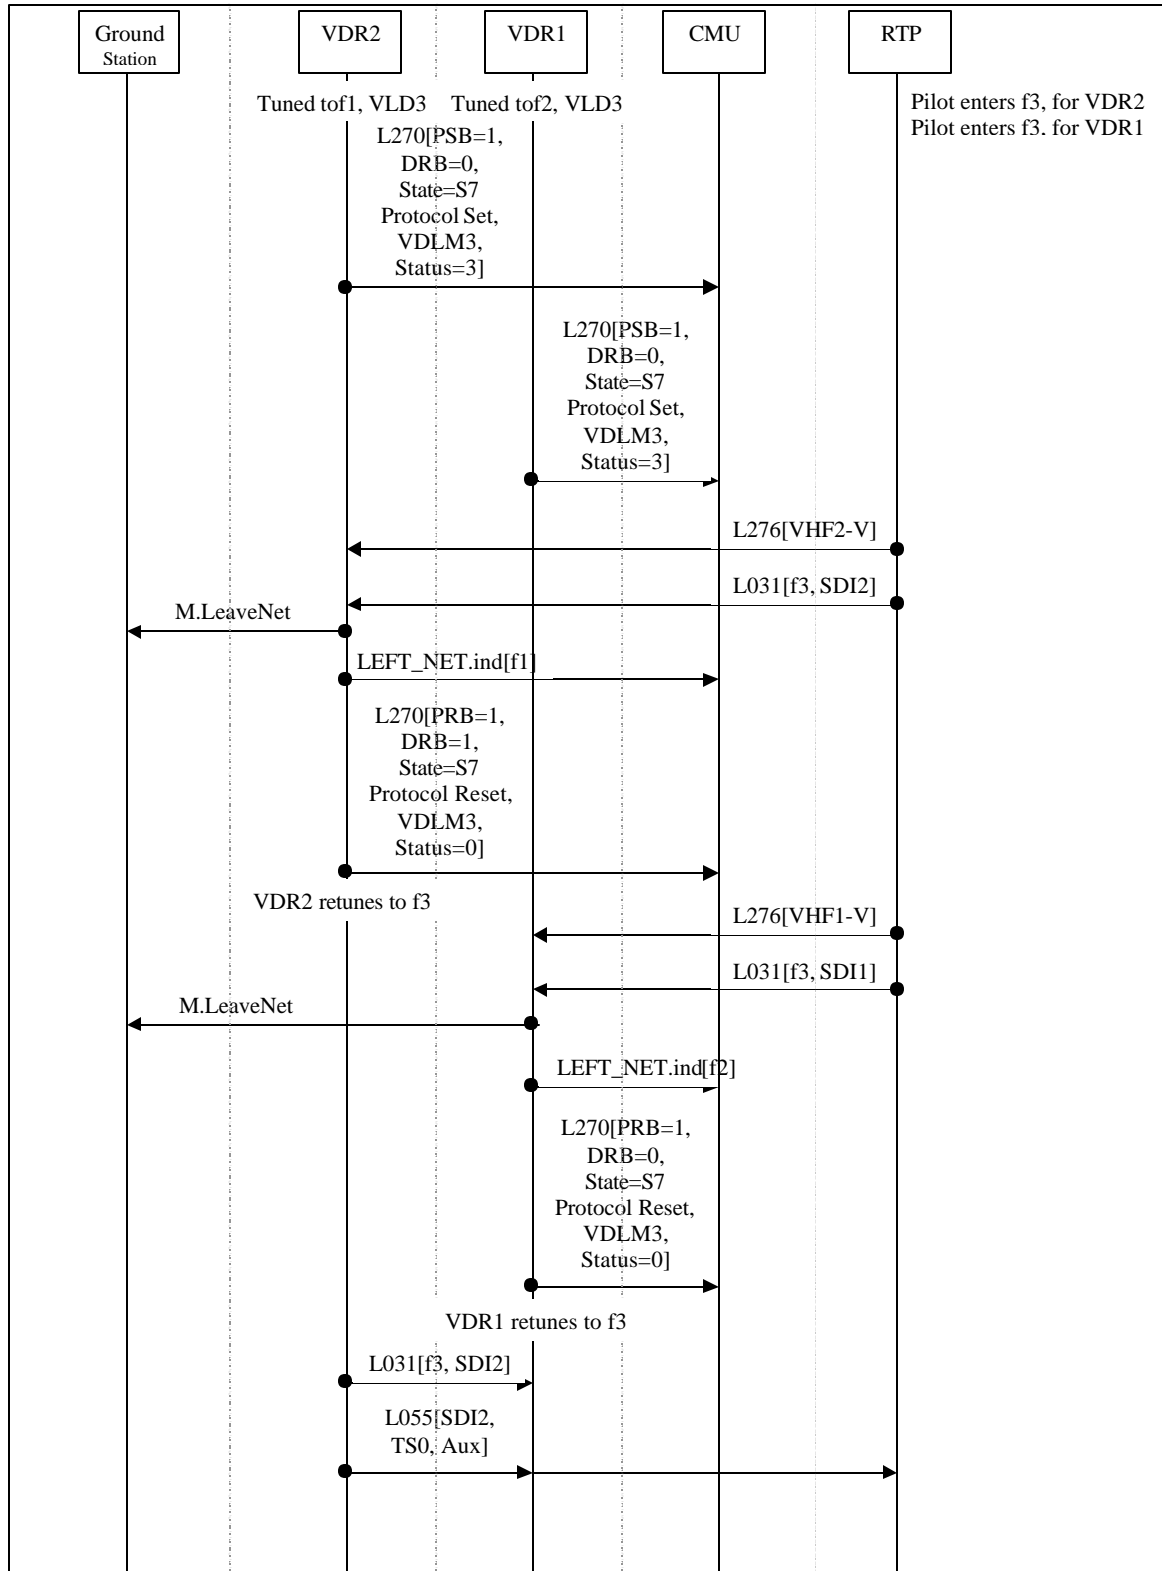 Ground
Station
VDR2
VDR1
CMU
RTP
Tuned tof1, VLD3
Tuned tof2, VLD3
Pilot enters f3, for VDR2
Pilot enters f3. for VDR1
L270[PSB=1,
DRB=0,
State=S7
Protocol Set,
VDLM3,
Status=3]
L270[PSB=1,
DRB=0,
State=S7
Protocol Set,
VDLM3,
Status=3]
L276[VHF2-V]
L031[f3, SDI2]
M.LeaveNet
LEFT_NET.ind[f1]
L270[PRB=1,
DRB=1,
State=S7
Protocol Reset,
VDLM3,
Status=0]
VDR2 retunes to f3
L276[VHF1-V]
L031[f3, SDI1]
M.LeaveNet
LEFT_NET.ind[f2]
L270[PRB=1,
DRB=0,
State=S7
Protocol Reset,
VDLM3,
Status=0]
VDR1 retunes to f3
L031[f3, SDI2]
L055[SDI2,
TS0, Aux]